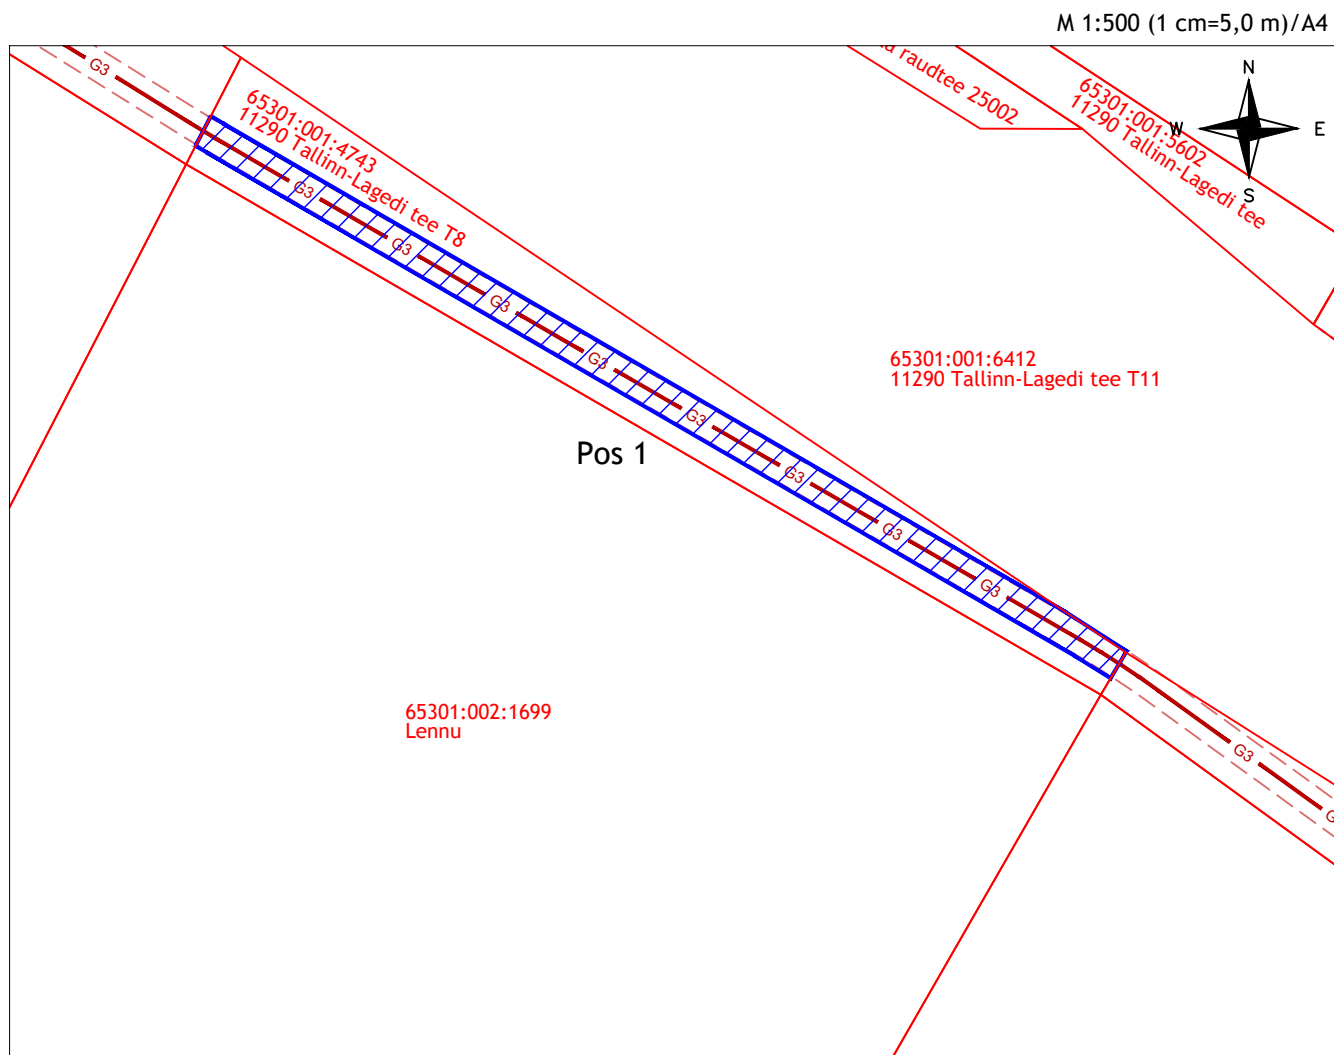 M 1:500 (1 cm=5,0 m)/A4
G3
raudtee 25002
65301:001:5602
11290 Tallinn-Lagedi tee
N
W
E
S
65301:001:4743
11290 Tallinn-Lagedi tee T8
G3
G3
G3
G3
G3
G3
G3
G3
65301:001:6412
11290 Tallinn-Lagedi tee T11
Pos 1
65301:002:1699
Lennu
G3